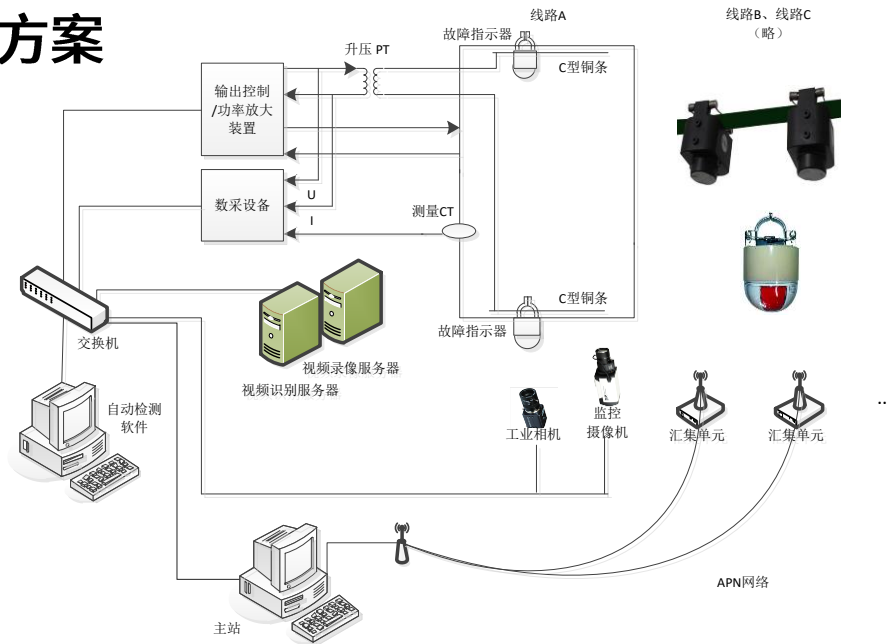 方案
线路A
线路B、线路C
（略）
故障指示器
升压 PT
C型铜条
输出控制
/功率放大
装置
数采设备
U
I
测量CT
C型铜条
故障指示器
交换机
视频录像服务器
视频识别服务器
自动检测
软件
工业相机
监控
摄像机
汇集单元
汇集单元
..
APN网络
主站